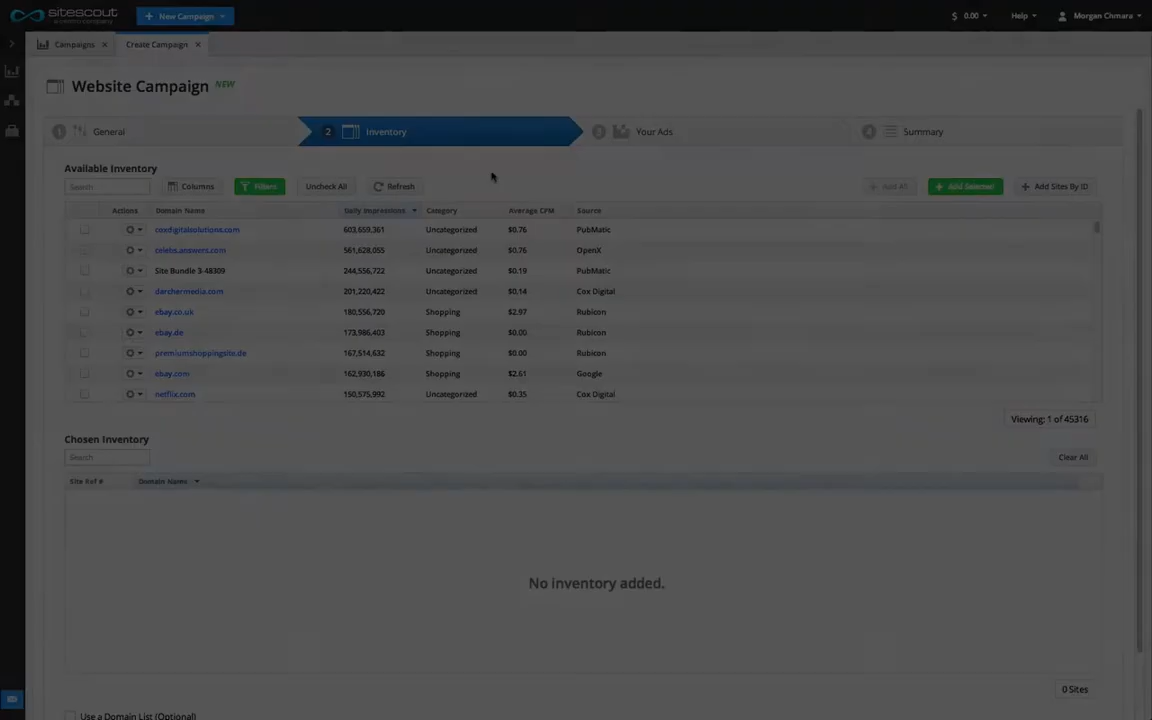 sitescout
a centro company
+ New Campaign
$ 0.00
Help
Morgan Chmara
Campaigns ×
Create Campaign ×
Website Campaign NEW
1 General
2 Inventory
3 Your Ads
4 Summary
Available Inventory
Search
Columns
Filters
Uncheck All
Refresh
+ Add All
+ Add Selected
+ Add Sites By ID
Actions Domain Name Daily Impressions Category Average CPM Source
coxdigitalsolutions.com 603,659,361 Uncategorized $0.76 PubMatic
celebs.answers.com 561,628,055 Uncategorized $0.76 OpenX
Site Bundle 3-48309 244,556,722 Uncategorized $0.19 PubMatic
darchermedia.com 201,220,422 Uncategorized $0.14 Cox Digital
ebay.co.uk 180,556,720 Shopping $2.97 Rubicon
ebay.de 173,986,403 Shopping $0.00 Rubicon
premiumshoppingsite.de 167,514,632 Shopping $0.00 Rubicon
ebay.com 162,930,186 Shopping $2.61 Google
netflix.com 150,575,992 Uncategorized $0.35 Cox Digital
Viewing: 1 of 45316
Chosen Inventory
Search
Clear All
Site Ref # Domain Name
No inventory added.
0 Sites
Use a Domain List (Optional)